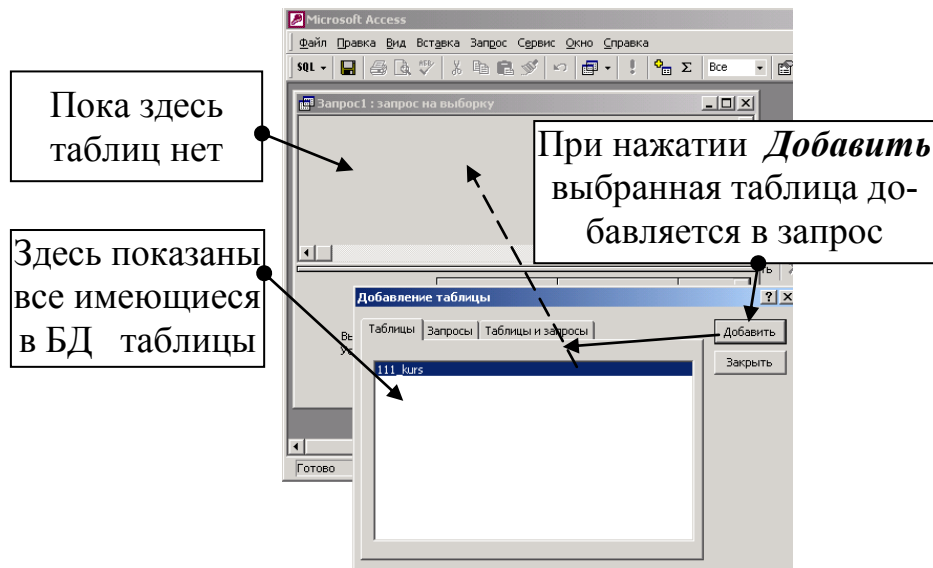 Microsoft Access
Файл Правка Вид Вставка Запрос Сервис Окно Справка
SQL Все
Запрос1 : запрос на выборку
Пока здесь
таблиц нет
При нажатии Добавить
выбранная таблица до-
бавляется в запрос
Здесь показаны
все имеющиеся
в БД таблицы
Добавление таблицы
Таблицы Запросы Таблицы и запросы
Добавить
Закрыть
111_kurs
Готово